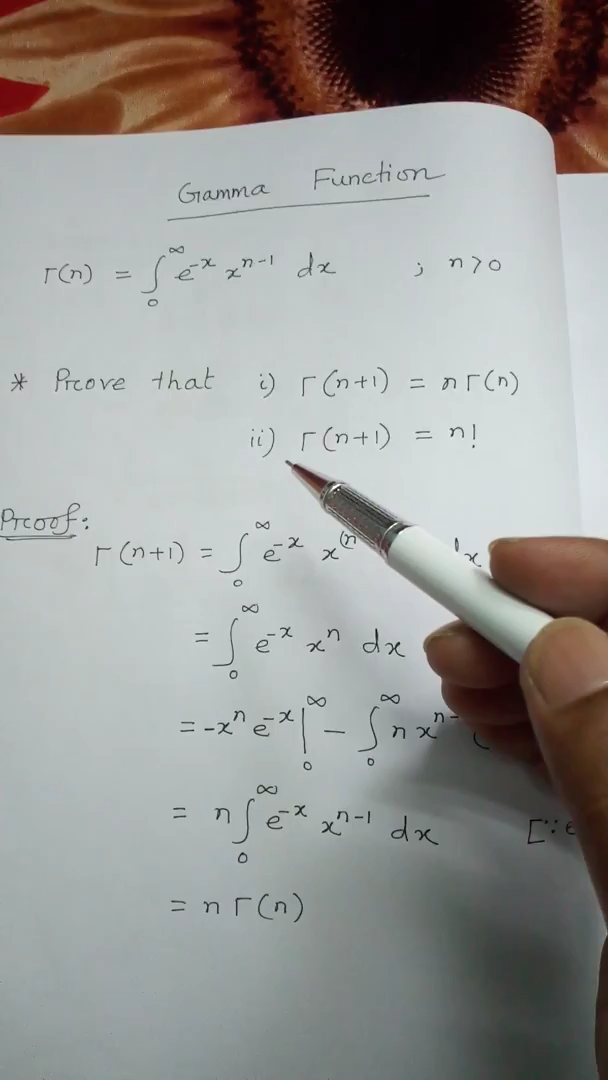 Gamma Function
Γ(n) = ∫₀^∞ e^-x x^n-1 dx ; n>0
* Prove that i) Γ(n+1) = nΓ(n)
ii) Γ(n+1) = n!
Proof:
Γ(n+1) = ∫₀^∞ e^-x x^(n dx
= ∫₀^∞ e^-x x^n dx
= -x^n e^-x |₀^∞ - ∫₀^∞ n x^n- (
= n ∫₀^∞ e^-x x^n-1 dx [∵ e
= n Γ(n)